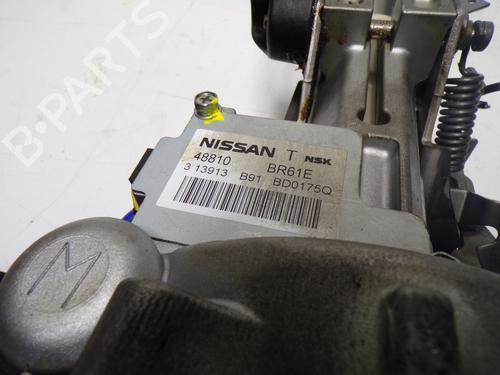 B-PARTS
NISSAN T NSK
48810 BR61E
3 13913 B91 BD0175Q
M